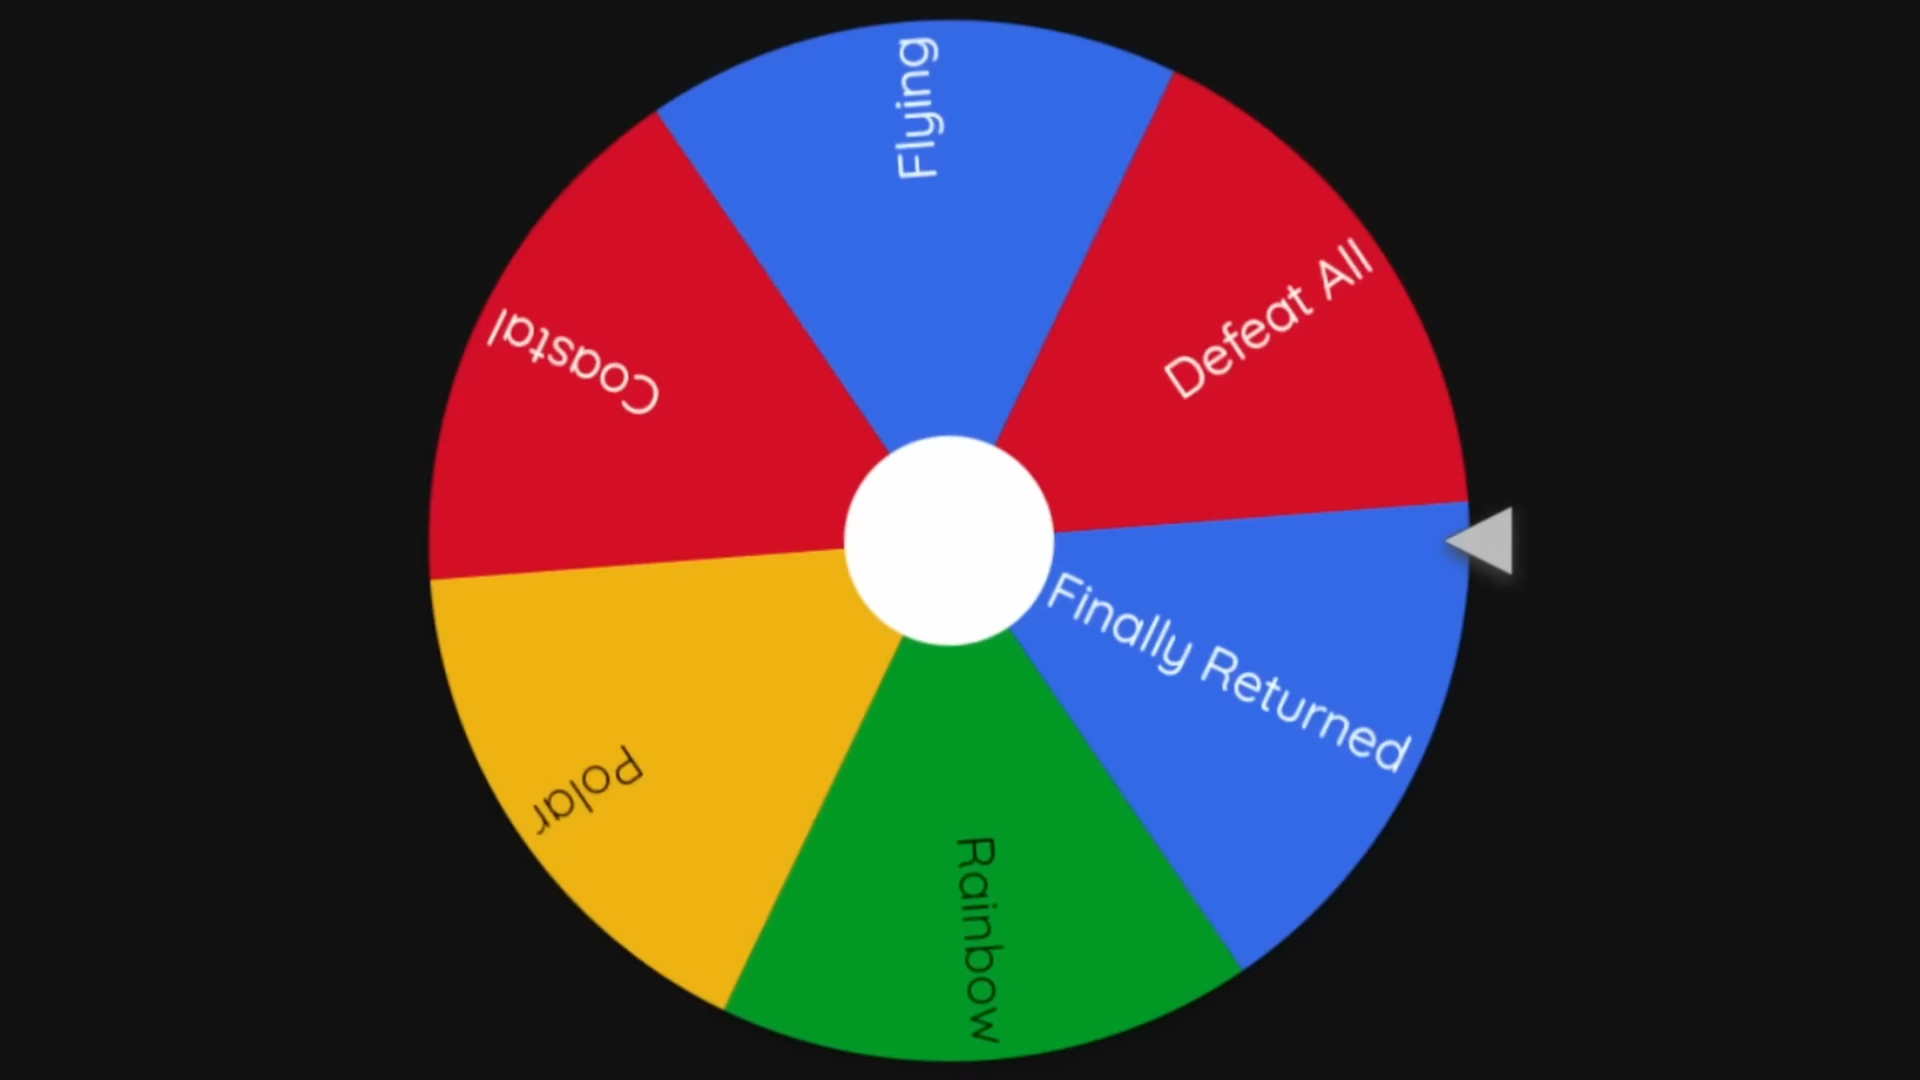 Flying
Defeat All
Coastal
Finally Returned
Polar
Rainbow